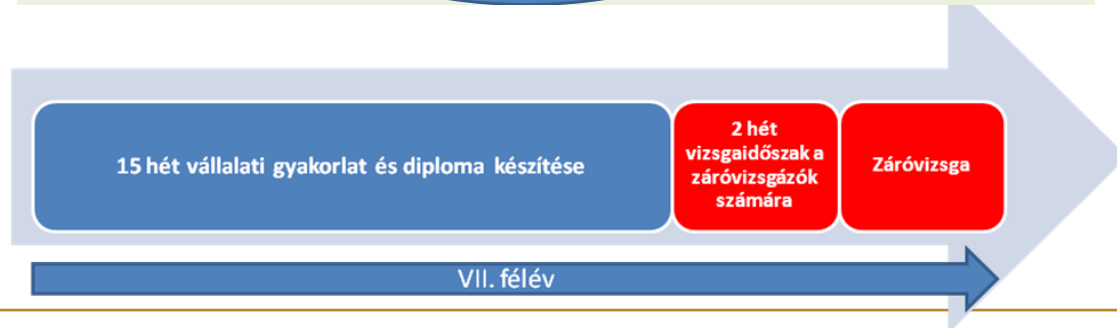 15 hét vállalati gyakorlat és diploma készítése
2 hét
vizsgaidőszak a
záróvizsgázók
számára
Záróvizsga
VII. félév